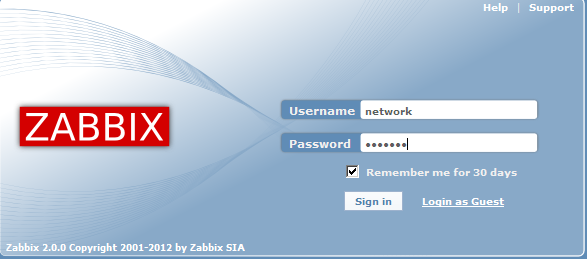 Help | Support
ZABBIX
Username network
Password •••••••
Remember me for 30 days
Sign in Login as Guest
Zabbix 2.0.0 Copyright 2001-2012 by Zabbix SIA